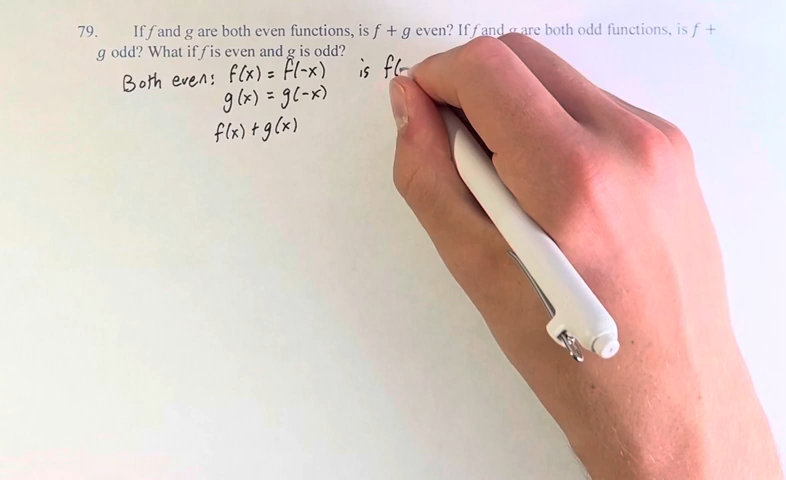 79. If f and g are both even functions, is f + g even? If f and g are both odd functions, is f +
g odd? What if f is even and g is odd?
Both even: f(x) = f(-x) is f(-
g(x) = g(-x)
f(x) + g(x)